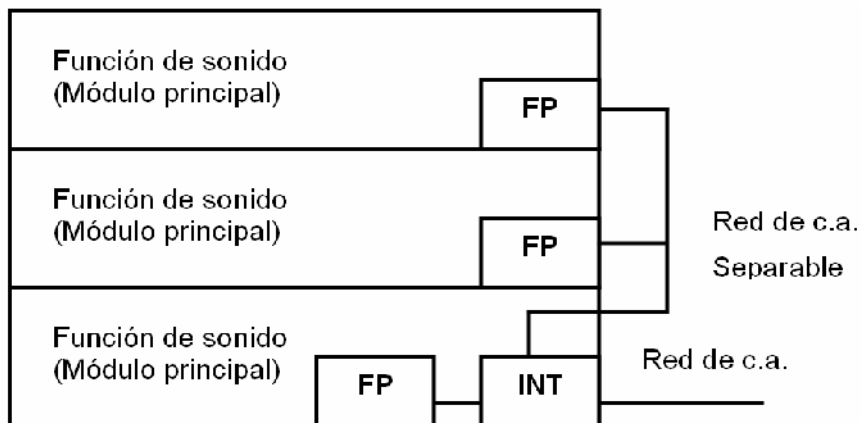 Función de sonido
(Módulo principal)
FP
Función de sonido
(Módulo principal)
FP
Red de c.a.
Separable
Función de sonido
(Módulo principal)
FP
INT
Red de c.a.